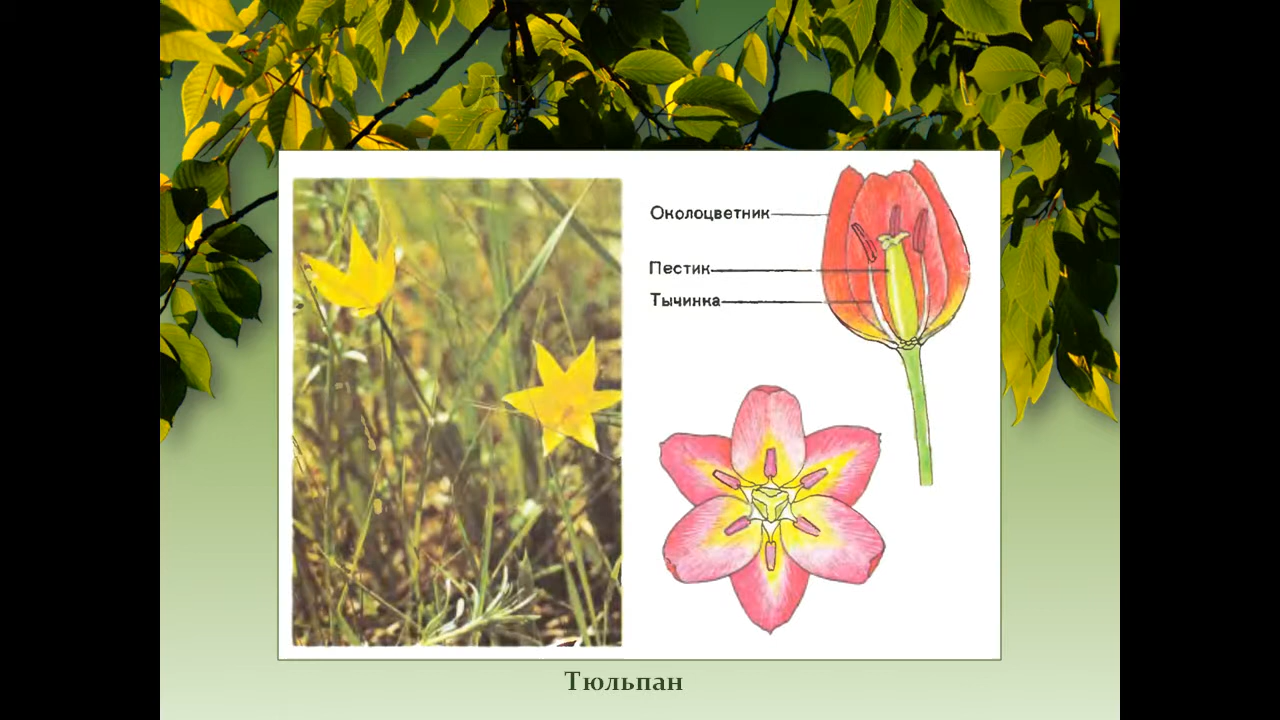 Околоцветник
Пестик
Тычинка
Тюльпан